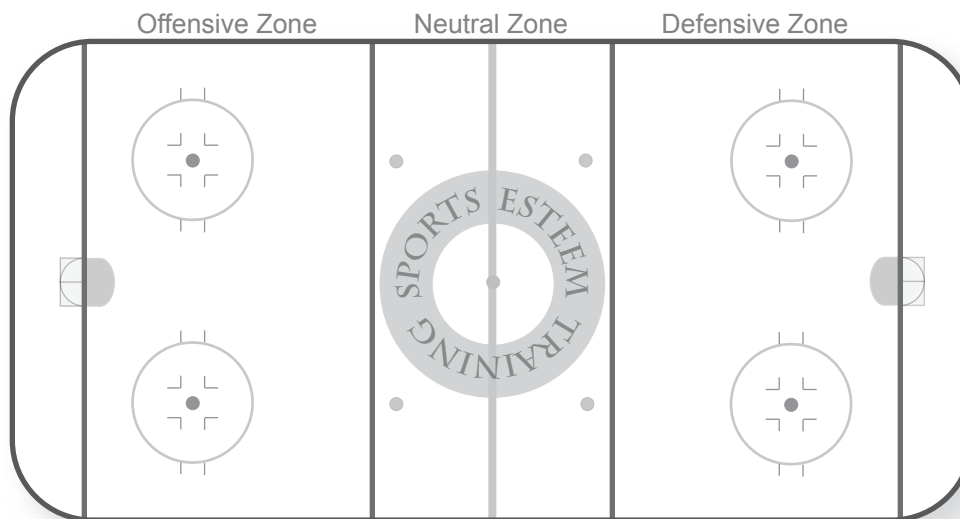 Offensive Zone Neutral Zone Defensive Zone
SPORTS ESTEEM TRAINING